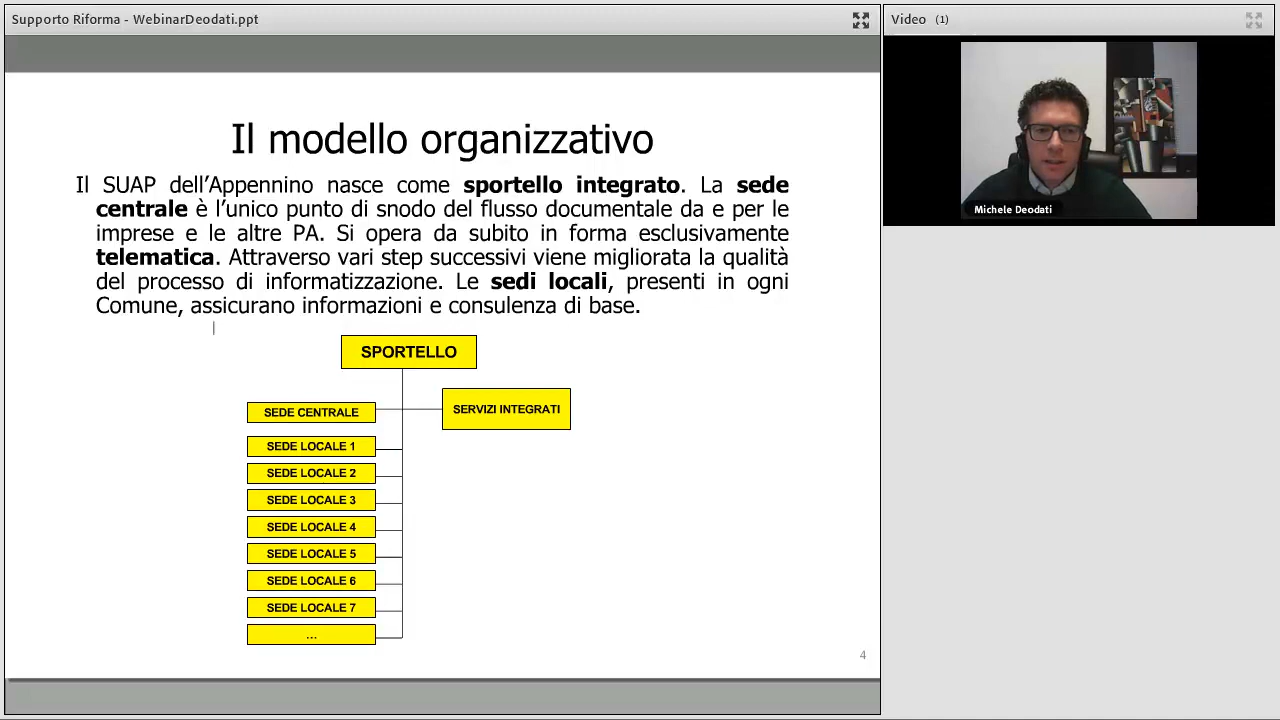 Supporto Riforma - WebinarDeodati.ppt
Video (1)
Il modello organizzativo
Il SUAP dell’Appennino nasce come sportello integrato. La sede
centrale è l’unico punto di snodo del flusso documentale da e per le
imprese e le altre PA. Si opera da subito in forma esclusivamente
telematica. Attraverso vari step successivi viene migliorata la qualità
del processo di informatizzazione. Le sedi locali, presenti in ogni
Comune, assicurano informazioni e consulenza di base.
SPORTELLO
SEDE CENTRALE
SERVIZI INTEGRATI
SEDE LOCALE 1
SEDE LOCALE 2
SEDE LOCALE 3
SEDE LOCALE 4
SEDE LOCALE 5
SEDE LOCALE 6
SEDE LOCALE 7
...
4
Michele Deodati